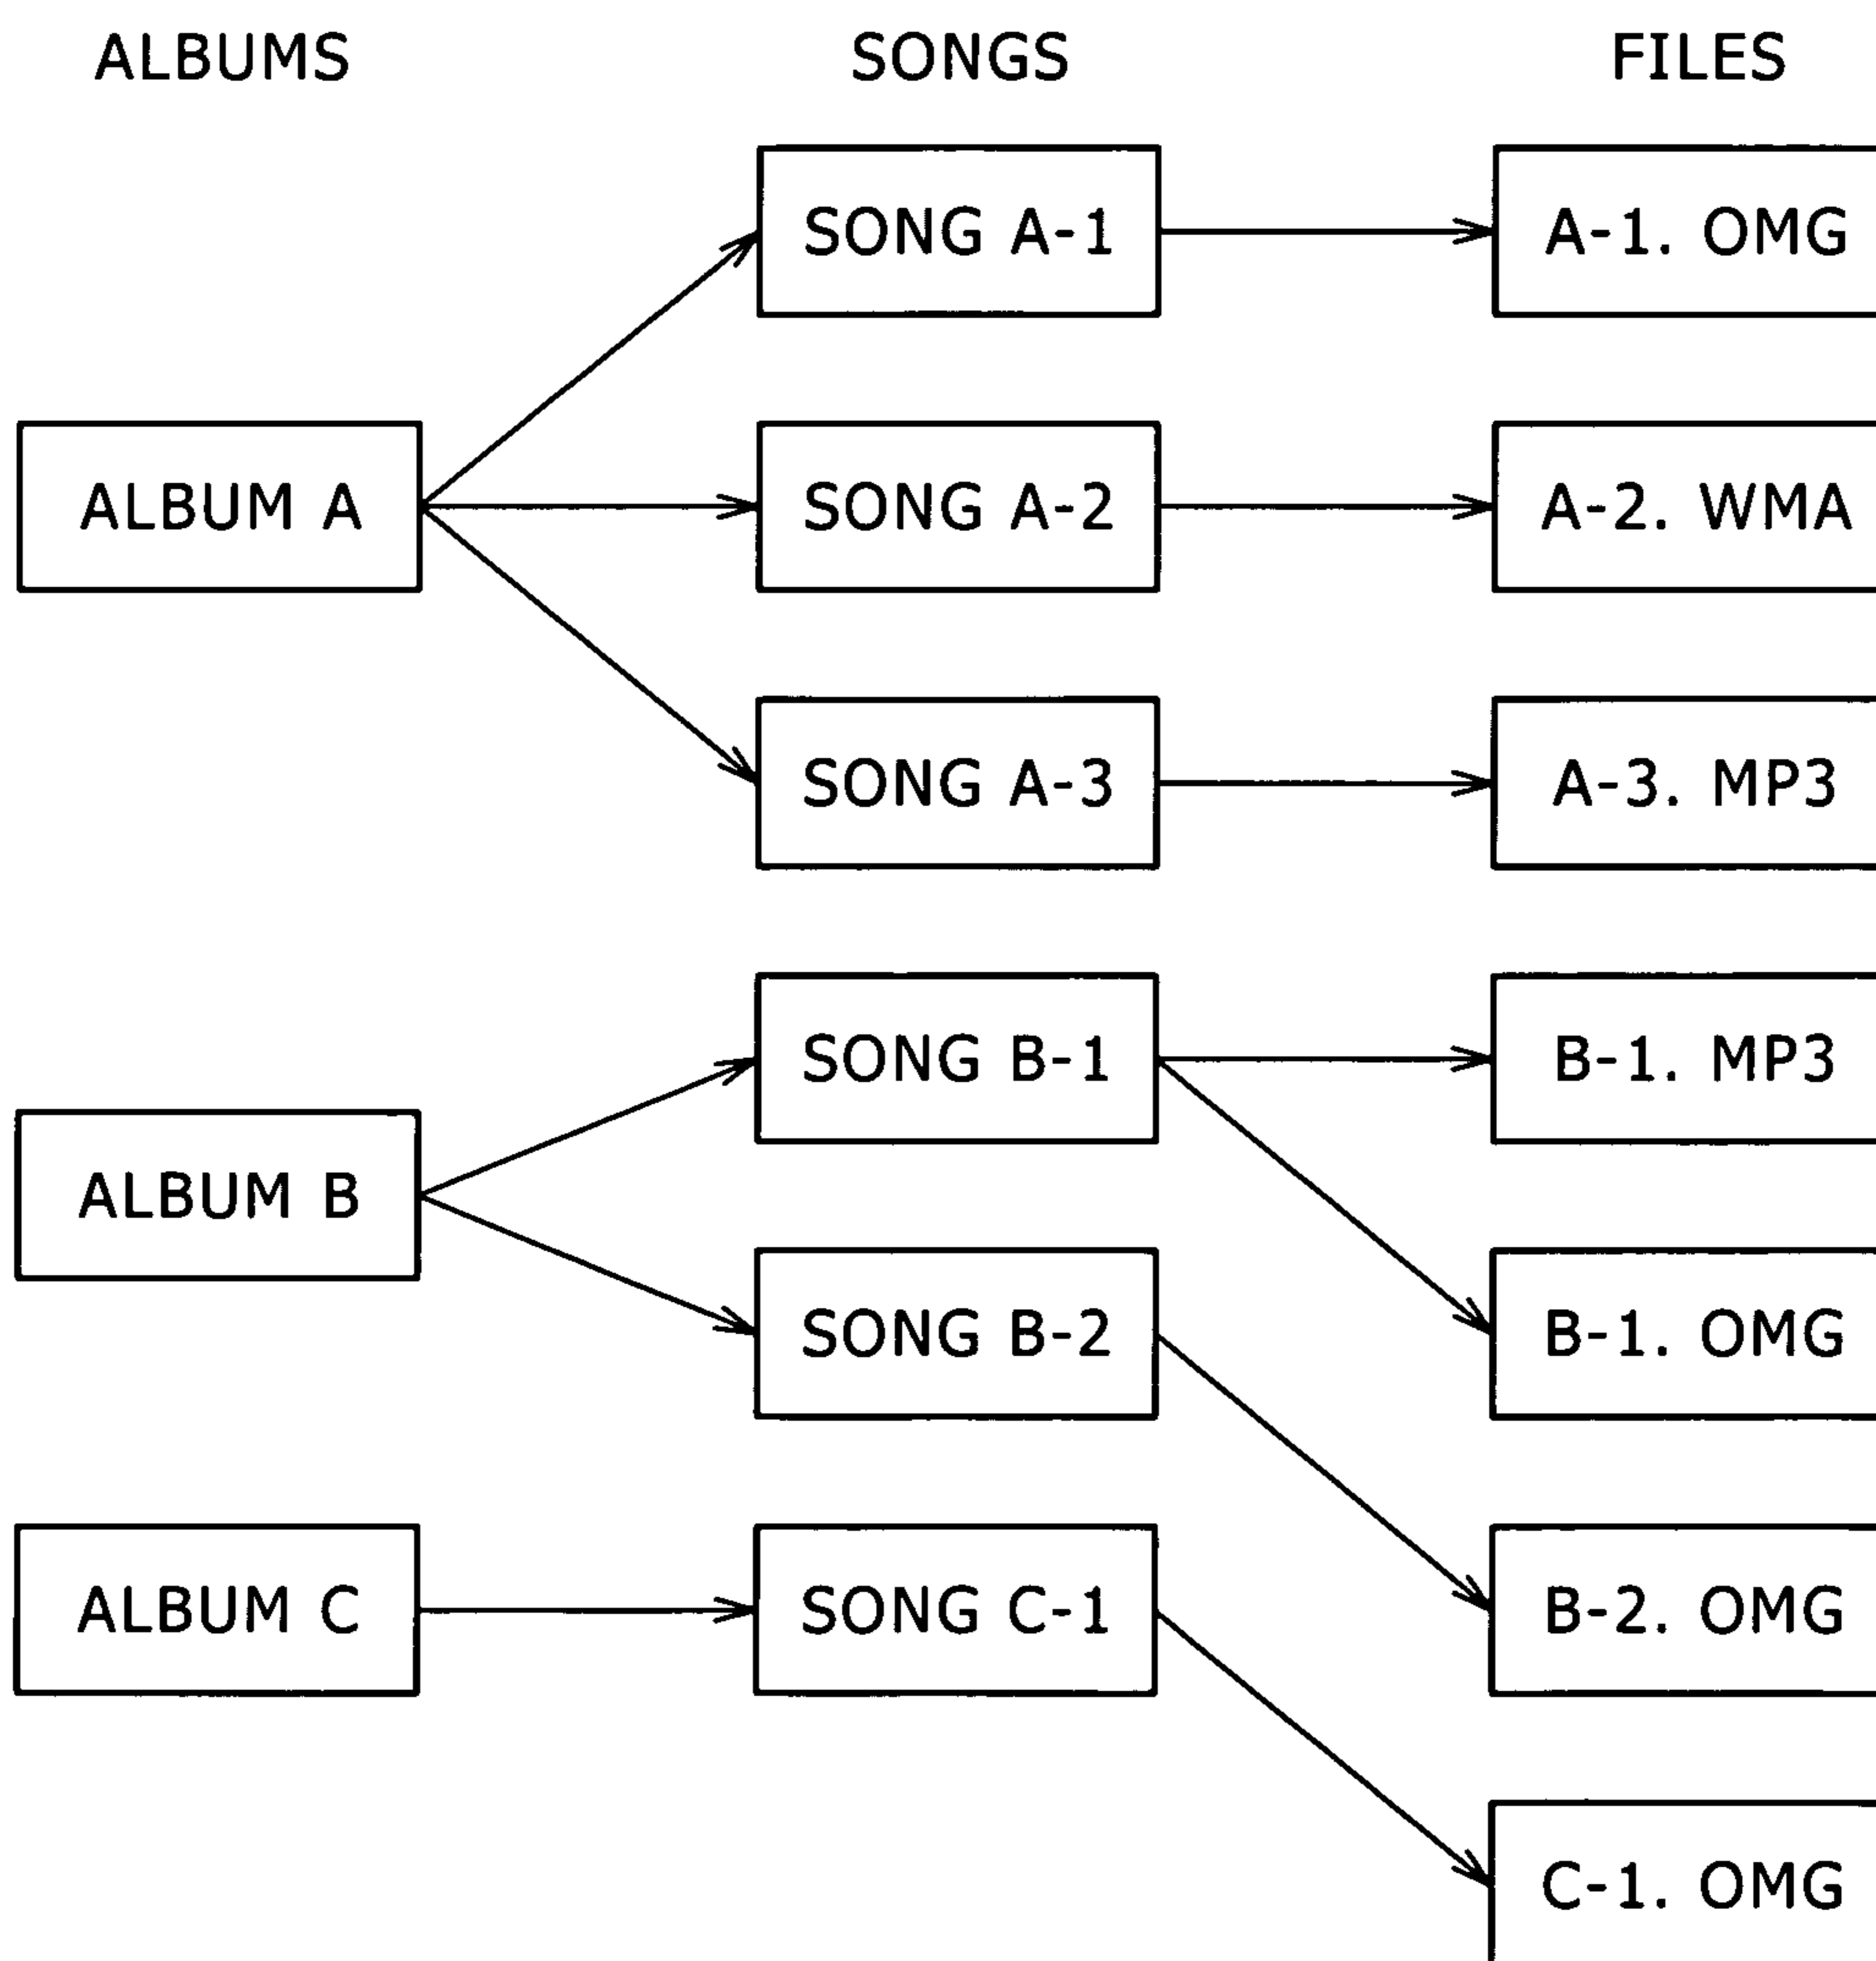 ALBUMS SONGS FILES
SONG A-1 A-1. OMG
ALBUM A SONG A-2 A-2. WMA
SONG A-3 A-3. MP3
SONG B-1 B-1. MP3
ALBUM B
SONG B-2 B-1. OMG
ALBUM C SONG C-1 B-2. OMG
C-1. OMG